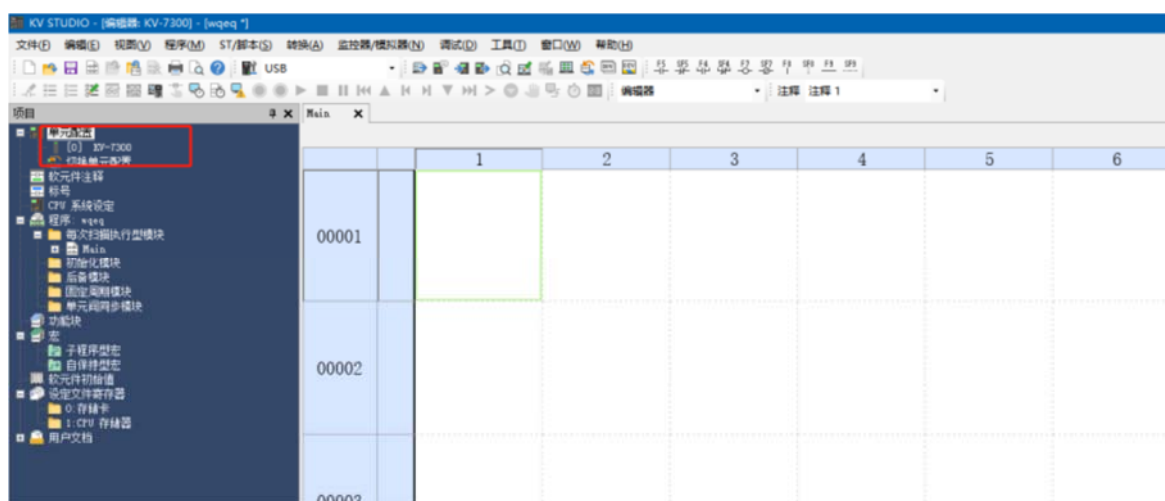 KV STUDIO - [编辑器: KV-7300] - [wqeq *]
文件(F) 编辑(E) 视图(V) 程序(M) ST/脚本(S) 转换(A) 监控器/模拟器(N) 调试(D) 工具(T) 窗口(W) 帮助(H)
USB
编辑器 注释 注释 1
项目
Main
单元配置
[0] KV-7300
切换单元配置
软元件注释
标号
CPU 系统设定
程序: wqeq
每次扫描执行型模块
Main
初始化模块
后备模块
固定周期模块
单元间同步模块
功能块
宏
子程序型宏
自保持型宏
软元件初始值
设定文件寄存器
0:存储卡
1:CPU 存储器
用户文档
1 2 3 4 5 6
00001
00002
00003